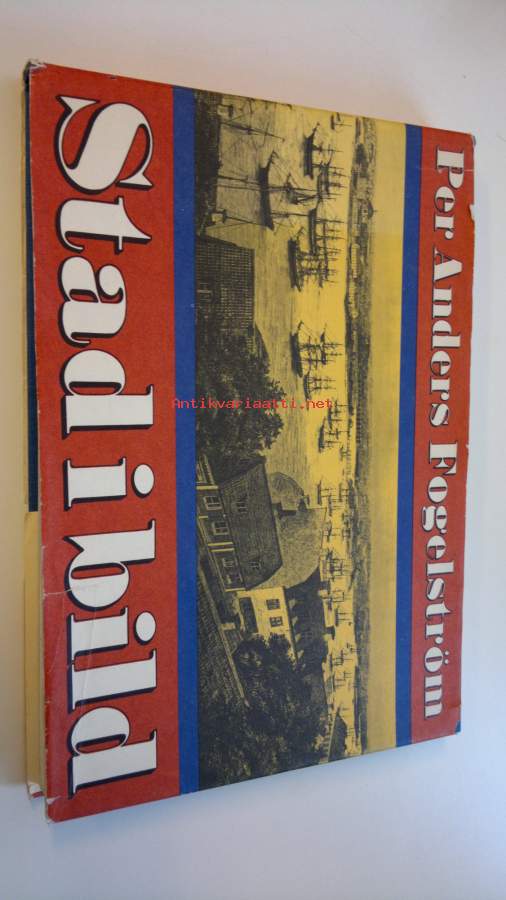 Per Anders Fogelström
Stad i bild
Antikvariaatti.net